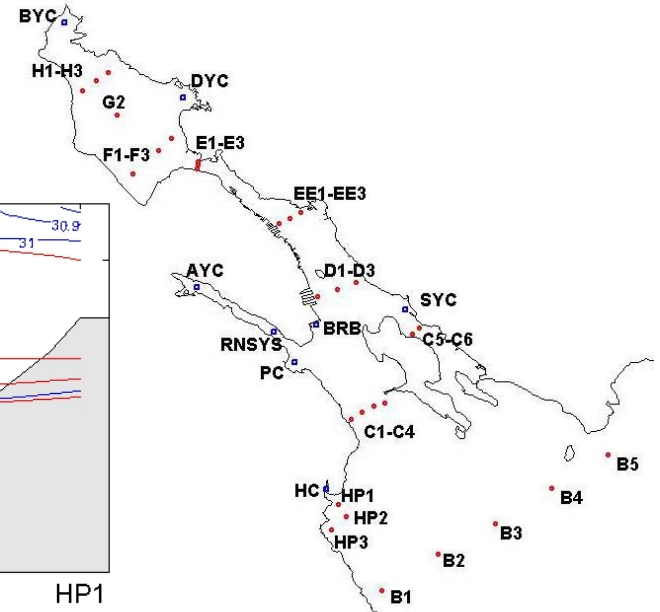 BYC
H1-H3
DYC
G2
E1-E3
F1-F3
EE1-EE3
30.9
31
AYC
D1-D3
SYC
BRB
RNSYS
C5-C6
PC
C1-C4
B5
HC
HP1
B4
HP2
B3
HP3
B2
B1
HP1